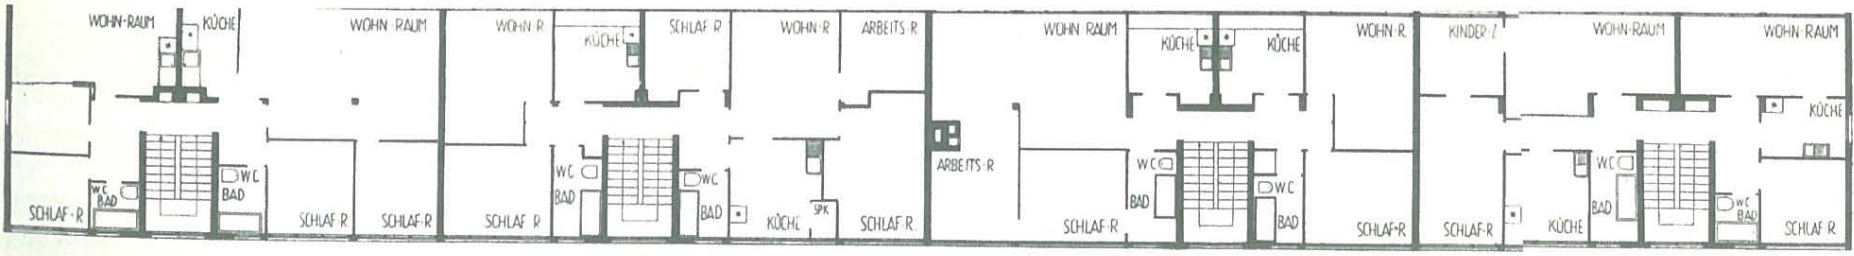 WOHN-RAUM
KÜCHE
WOHN RAUM
WOHN R
KÜCHE
SCHLAF R
WOHN-R
ARBEITS-R
WOHN RAUM
KÜCHE
KÜCHE
WOHN-R.
KINDER-Z
WOHN-RAUM
WOHN-RAUM
KÜCHE
ARBEITS-R
SCHLAF-R
WC
BAD
WC
BAD
SCHLAF-R
SCHLAF-R
SCHLAF R
WC
BAD
WC
BAD
KÜCHE
SPK
SCHLAF-R.
SCHLAF-R
WC
BAD
WC
BAD
SCHLAF-R
SCHLAF-R
KÜCHE
WC
BAD
WC
BAD
SCHLAF R